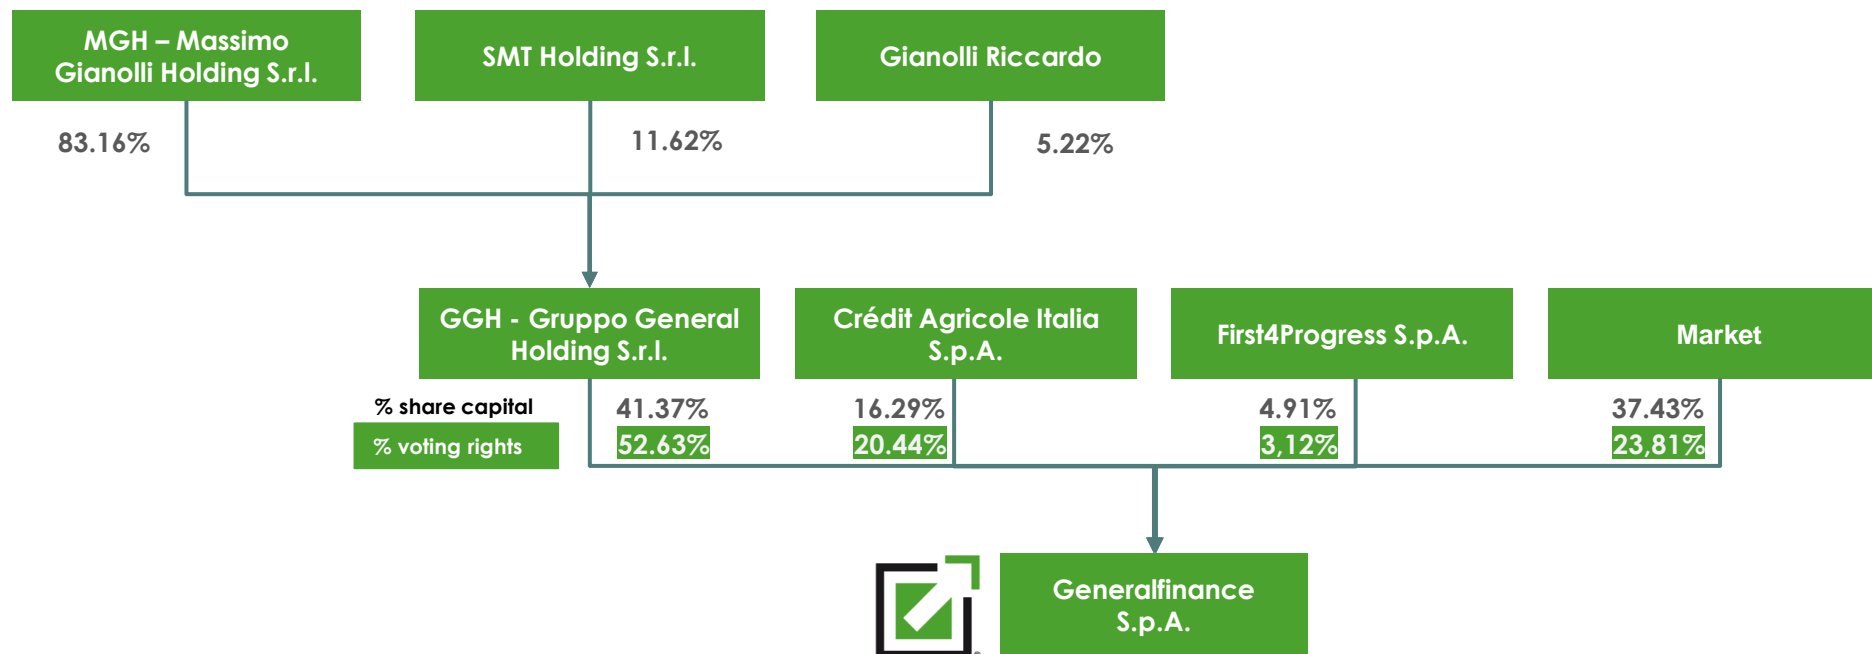 MGH – Massimo
Gianolli Holding S.r.l.
SMT Holding S.r.l.
Gianolli Riccardo
83.16%
11.62%
5.22%
GGH - Gruppo General
Holding S.r.l.
Crédit Agricole Italia
S.p.A.
First4Progress S.p.A.
Market
% share capital
41.37%
16.29%
4.91%
37.43%
% voting rights
52.63%
20.44%
3,12%
23,81%
Generalfinance
S.p.A.